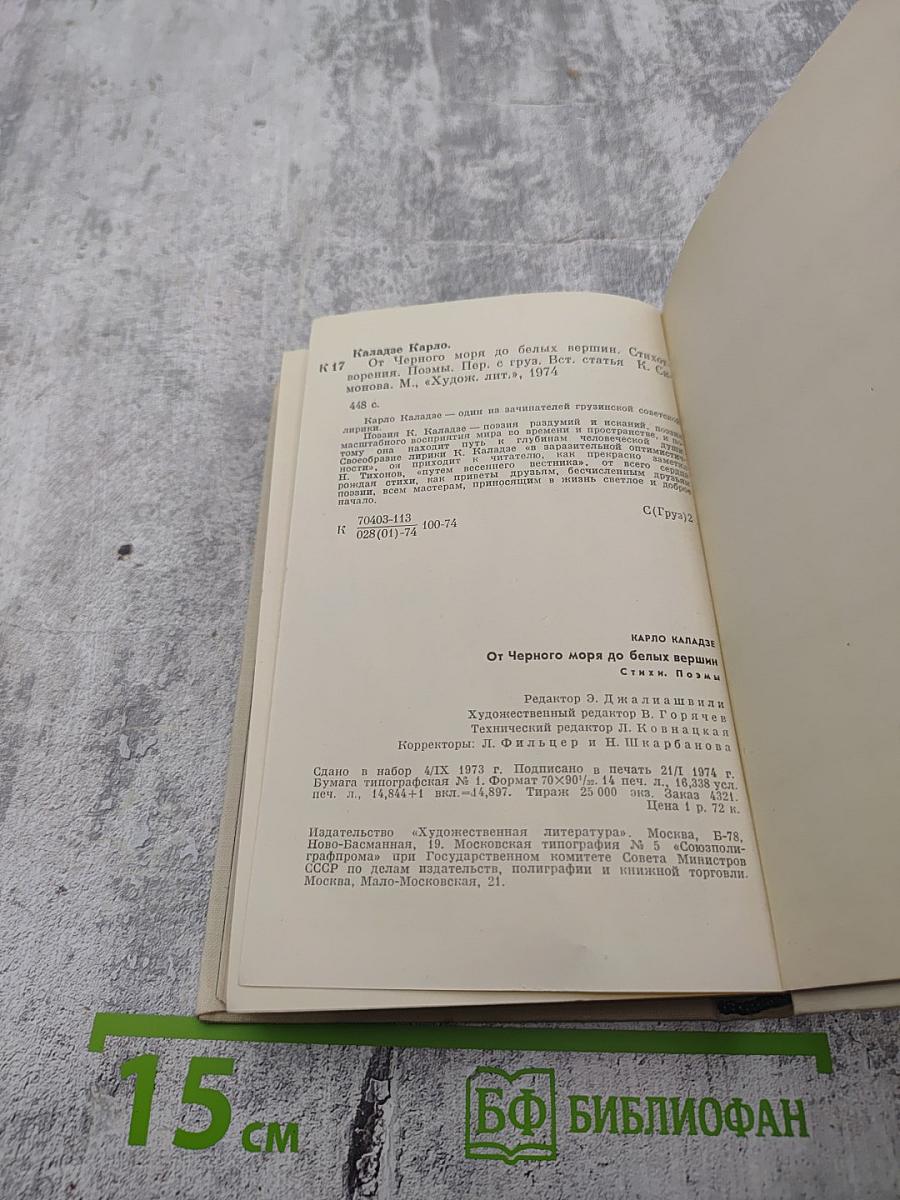 Каладзе Карло.
К 17 От Черного моря до белых вершин. Стихот-
ворения. Поэмы. Пер. с груз. Вст. статья К. Си-
монова. М., «Худож. лит.», 1974
448 с.
Карло Каладзе — один из зачинателей грузинской советской
лирики.
Поэзия К. Каладзе — поэзия раздумий и исканий, поэзия
масштабного восприятия мира во времени и пространстве, и по-
тому она находит путь к глубинам человеческой души.
Своеобразие лирики К. Каладзе «в заразительной оптимистич-
ности», он приходит к читателю, как прекрасно заметил
Н. Тихонов, «путем весеннего вестника», от всего сердца
рождая стихи, как приветы друзьям, бесчисленным друзьям
поэзии, всем мастерам, приносящим в жизнь светлое и доброе
начало.
К 70403-113
028(01)-74 100-74
С(Груз)2
КАРЛО КАЛАДЗЕ
От Черного моря до белых вершин
Стихи. Поэмы
Редактор Э. Джалиашвили
Художественный редактор В. Горячев
Технический редактор Л. Ковнацкая
Корректоры: Л. Фильцер и Н. Шкарбанова
Сдано в набор 4/IX 1973 г. Подписано в печать 21/I 1974 г.
Бумага типографская № 1. Формат 70×90¹/₃₂. 14 печ. л., 16,338 усл.
печ. л., 14,844+1 вкл.=14,897. Тираж 25 000 экз. Заказ 4321.
Цена 1 р. 72 к.
Издательство «Художественная литература». Москва, Б-78,
Ново-Басманная, 19. Московская типография № 5 «Союзполи-
графпрома» при Государственном комитете Совета Министров
СССР по делам издательств, полиграфии и книжной торговли.
Москва, Мало-Московская, 21.
15 см
БФ БИБЛИОФАН